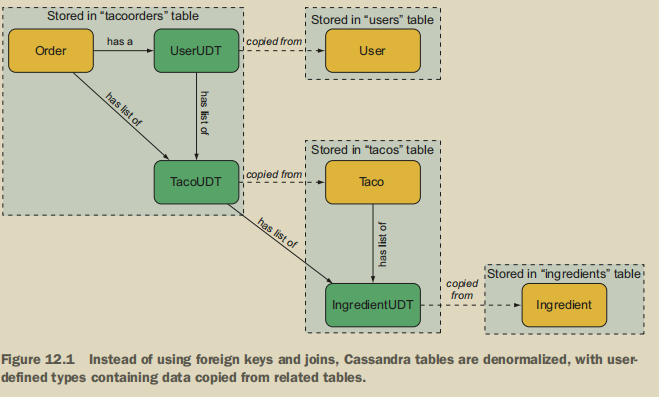 Stored in “tacoorders” table
Stored in “users” table
Order
has a
UserUDT
copied from
User
has list of
has list of
Stored in “tacos” table
TacoUDT
copied from
Taco
has list of
has list of
Stored in “ingredients” table
IngredientUDT
copied
from
Ingredient
Figure 12.1 Instead of using foreign keys and joins, Cassandra tables are denormalized, with user-
defined types containing data copied from related tables.